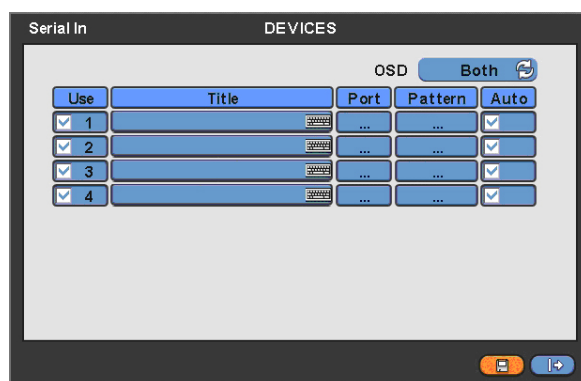 Serial In DEVICES
OSD Both
Use Title Port Pattern Auto
1 ... ...
2 ... ...
3 ... ...
4 ... ...